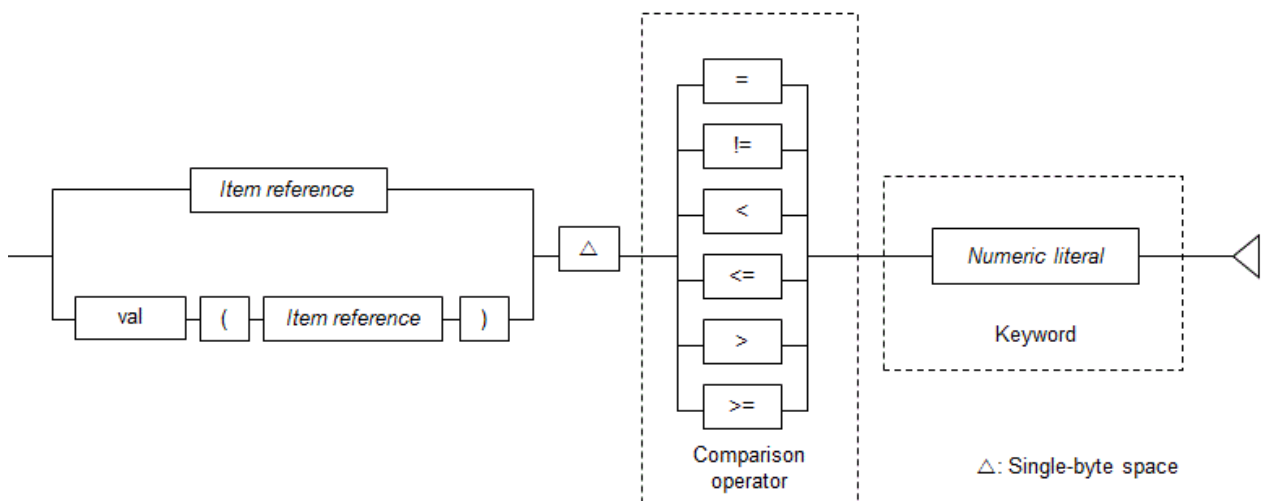 =
!=
Item reference
<
△
<=
Numeric literal
val
(
Item reference
)
>
Keyword
>=
Comparison
operator
△: Single-byte space